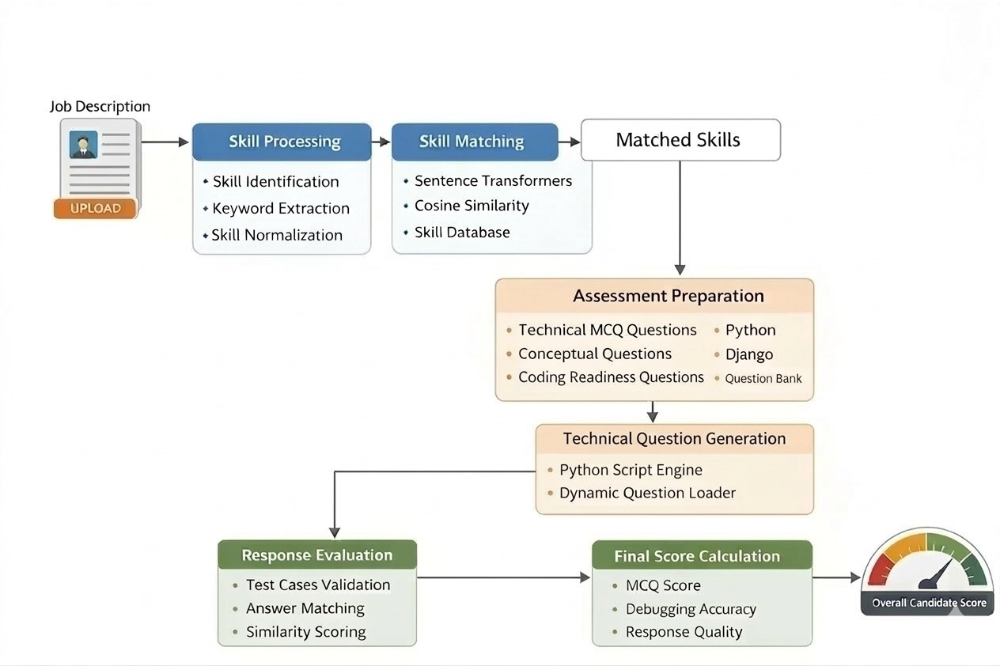 Job Description
UPLOAD
Skill Processing
• Skill Identification
• Keyword Extraction
• Skill Normalization
Skill Matching
• Sentence Transformers
• Cosine Similarity
• Skill Database
Matched Skills
Assessment Preparation
• Technical MCQ Questions
• Conceptual Questions
• Coding Readiness Questions
• Python
• Django
• Question Bank
Technical Question Generation
• Python Script Engine
• Dynamic Question Loader
Response Evaluation
• Test Cases Validation
• Answer Matching
• Similarity Scoring
Final Score Calculation
• MCQ Score
• Debugging Accuracy
• Response Quality
Overall Candidate Score